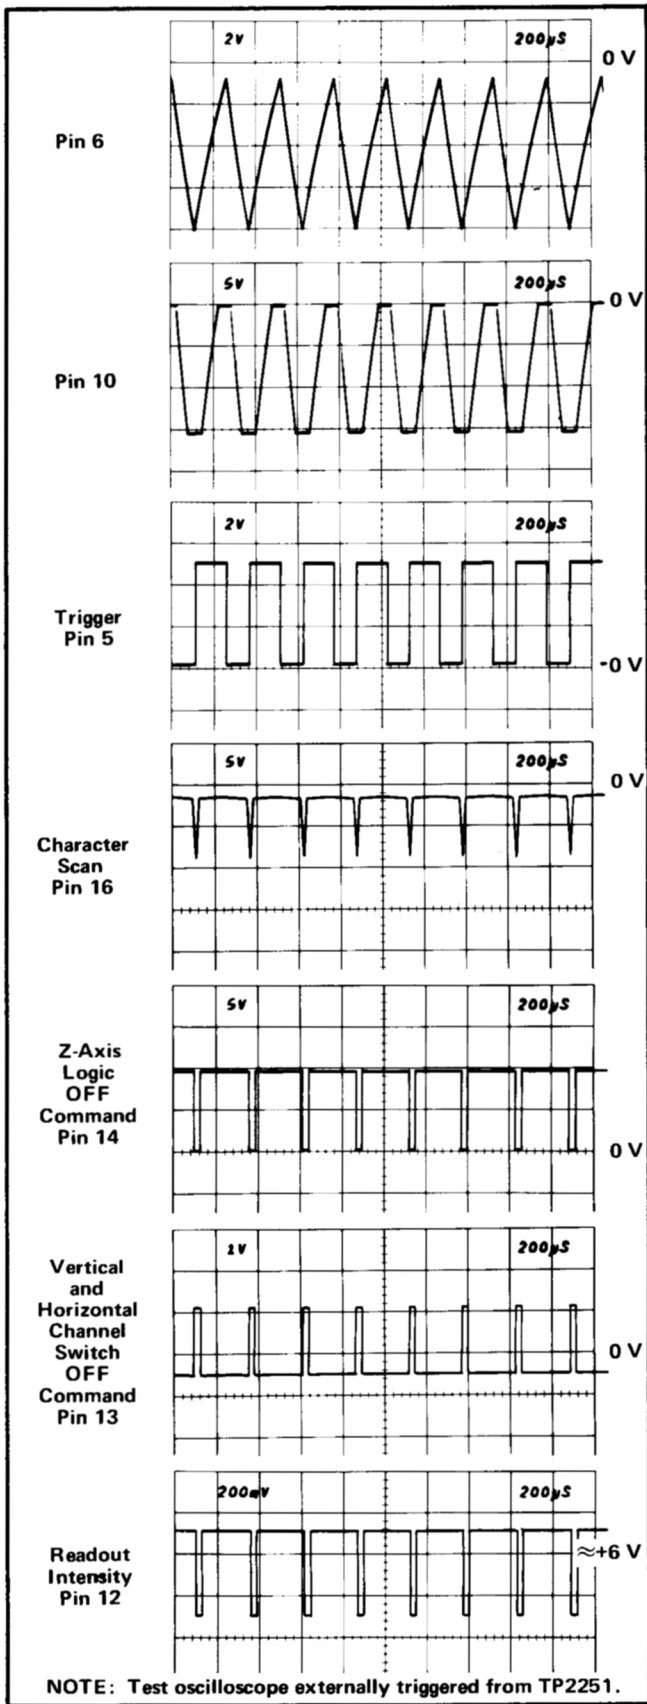 2V 200µS
0 V
Pin 6
5V 200µS
0 V
Pin 10
2V 200µS
Trigger
Pin 5
-0 V
5V 200µS
0 V
Character
Scan
Pin 16
5V 200µS
Z-Axis
Logic
OFF
Command
Pin 14
0 V
1V 200µS
Vertical
and
Horizontal
Channel
Switch
OFF
Command
Pin 13
0 V
200mV 200µS
Readout
Intensity
Pin 12
≈+6 V
NOTE: Test oscilloscope externally triggered from TP2251.